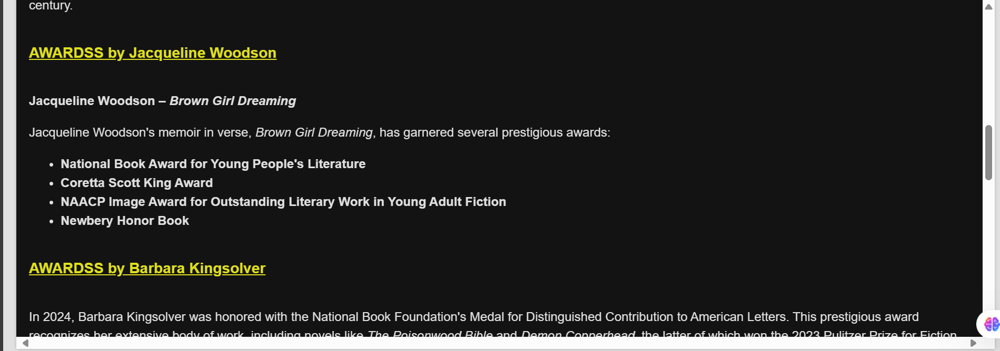 century.
AWARDSS by Jacqueline Woodson
Jacqueline Woodson – Brown Girl Dreaming
Jacqueline Woodson's memoir in verse, Brown Girl Dreaming, has garnered several prestigious awards:
• National Book Award for Young People's Literature
• Coretta Scott King Award
• NAACP Image Award for Outstanding Literary Work in Young Adult Fiction
• Newbery Honor Book
AWARDSS by Barbara Kingsolver
In 2024, Barbara Kingsolver was honored with the National Book Foundation's Medal for Distinguished Contribution to American Letters. This prestigious award
recognizes her extensive body of work, including novels like The Poisonwood Bible and Demon Copperhead, the latter of which won the 2023 Pulitzer Prize for Fiction